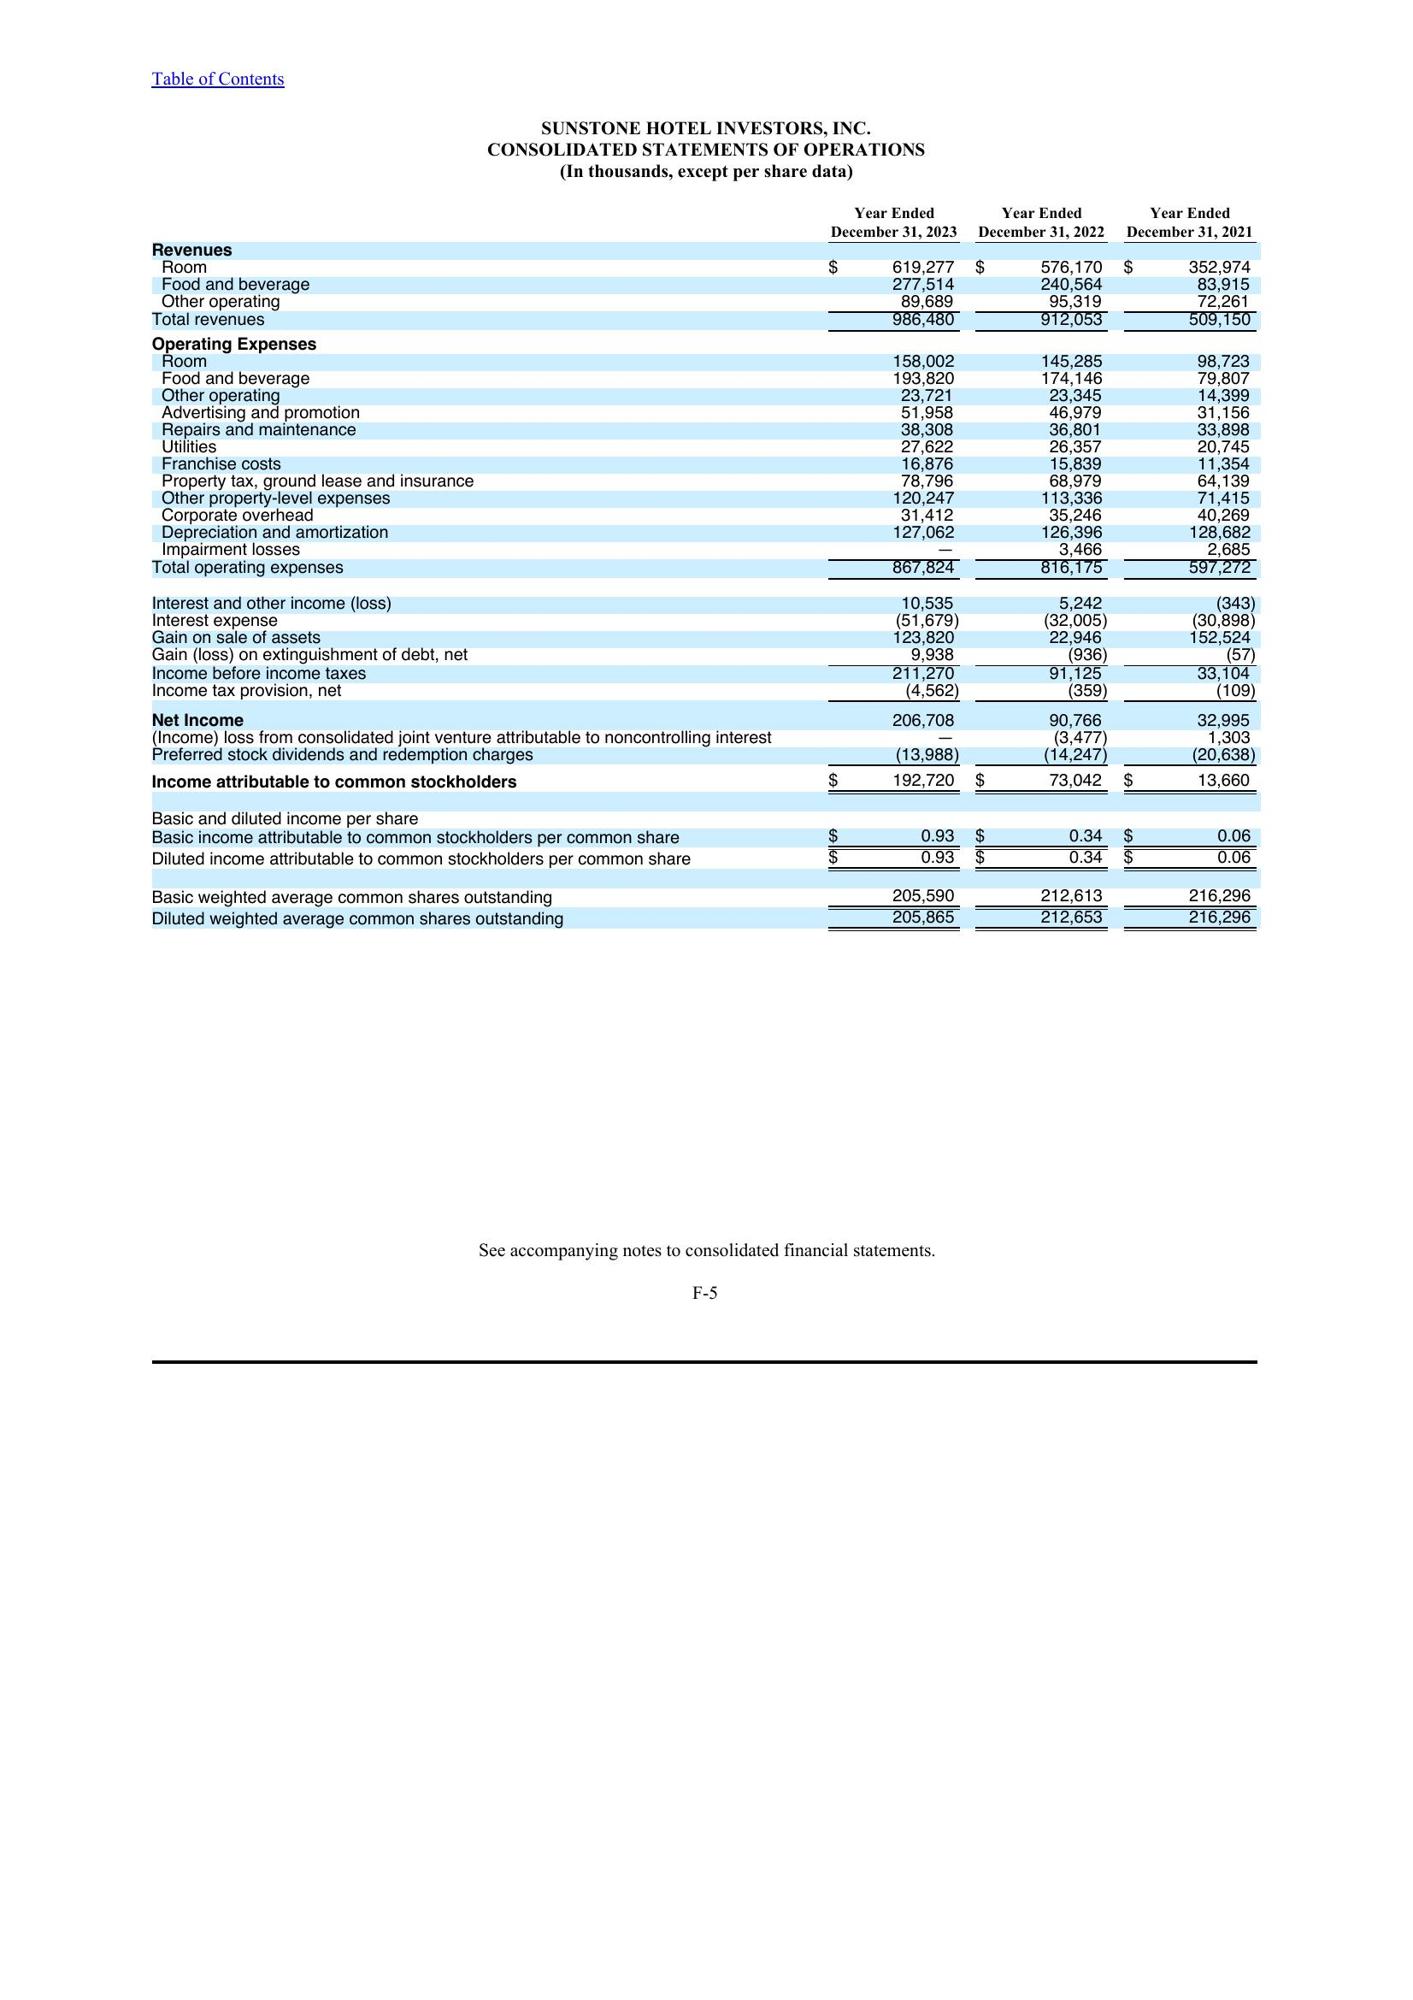 Table of Contents
SUNSTONE HOTEL INVESTORS, INC.
CONSOLIDATED STATEMENTS OF OPERATIONS
(In thousands, except per share data)
Year Ended Year Ended Year Ended
December 31, 2023 December 31, 2022 December 31, 2021
Revenues
Room $ 619,277 $ 576,170 $ 352,974
Food and beverage 277,514 240,564 83,915
Other operating 89,689 95,319 72,261
Total revenues 986,480 912,053 509,150
Operating Expenses
Room 158,002 145,285 98,723
Food and beverage 193,820 174,146 79,807
Other operating 23,721 23,345 14,399
Advertising and promotion 51,958 46,979 31,156
Repairs and maintenance 38,308 36,801 33,898
Utilities 27,622 26,357 20,745
Franchise costs 16,876 15,839 11,354
Property tax, ground lease and insurance 78,796 68,979 64,139
Other property-level expenses 120,247 113,336 71,415
Corporate overhead 31,412 35,246 40,269
Depreciation and amortization 127,062 126,396 128,682
Impairment losses — 3,466 2,685
Total operating expenses 867,824 816,175 597,272
Interest and other income (loss) 10,535 5,242 (343)
Interest expense (51,679) (32,005) (30,898)
Gain on sale of assets 123,820 22,946 152,524
Gain (loss) on extinguishment of debt, net 9,938 (936) (57)
Income before income taxes 211,270 91,125 33,104
Income tax provision, net (4,562) (359) (109)
Net Income 206,708 90,766 32,995
(Income) loss from consolidated joint venture attributable to noncontrolling interest — (3,477) 1,303
Preferred stock dividends and redemption charges (13,988) (14,247) (20,638)
Income attributable to common stockholders $ 192,720 $ 73,042 $ 13,660
Basic and diluted income per share
Basic income attributable to common stockholders per common share $ 0.93 $ 0.34 $ 0.06
Diluted income attributable to common stockholders per common share $ 0.93 $ 0.34 $ 0.06
Basic weighted average common shares outstanding 205,590 212,613 216,296
Diluted weighted average common shares outstanding 205,865 212,653 216,296
See accompanying notes to consolidated financial statements.
F-5